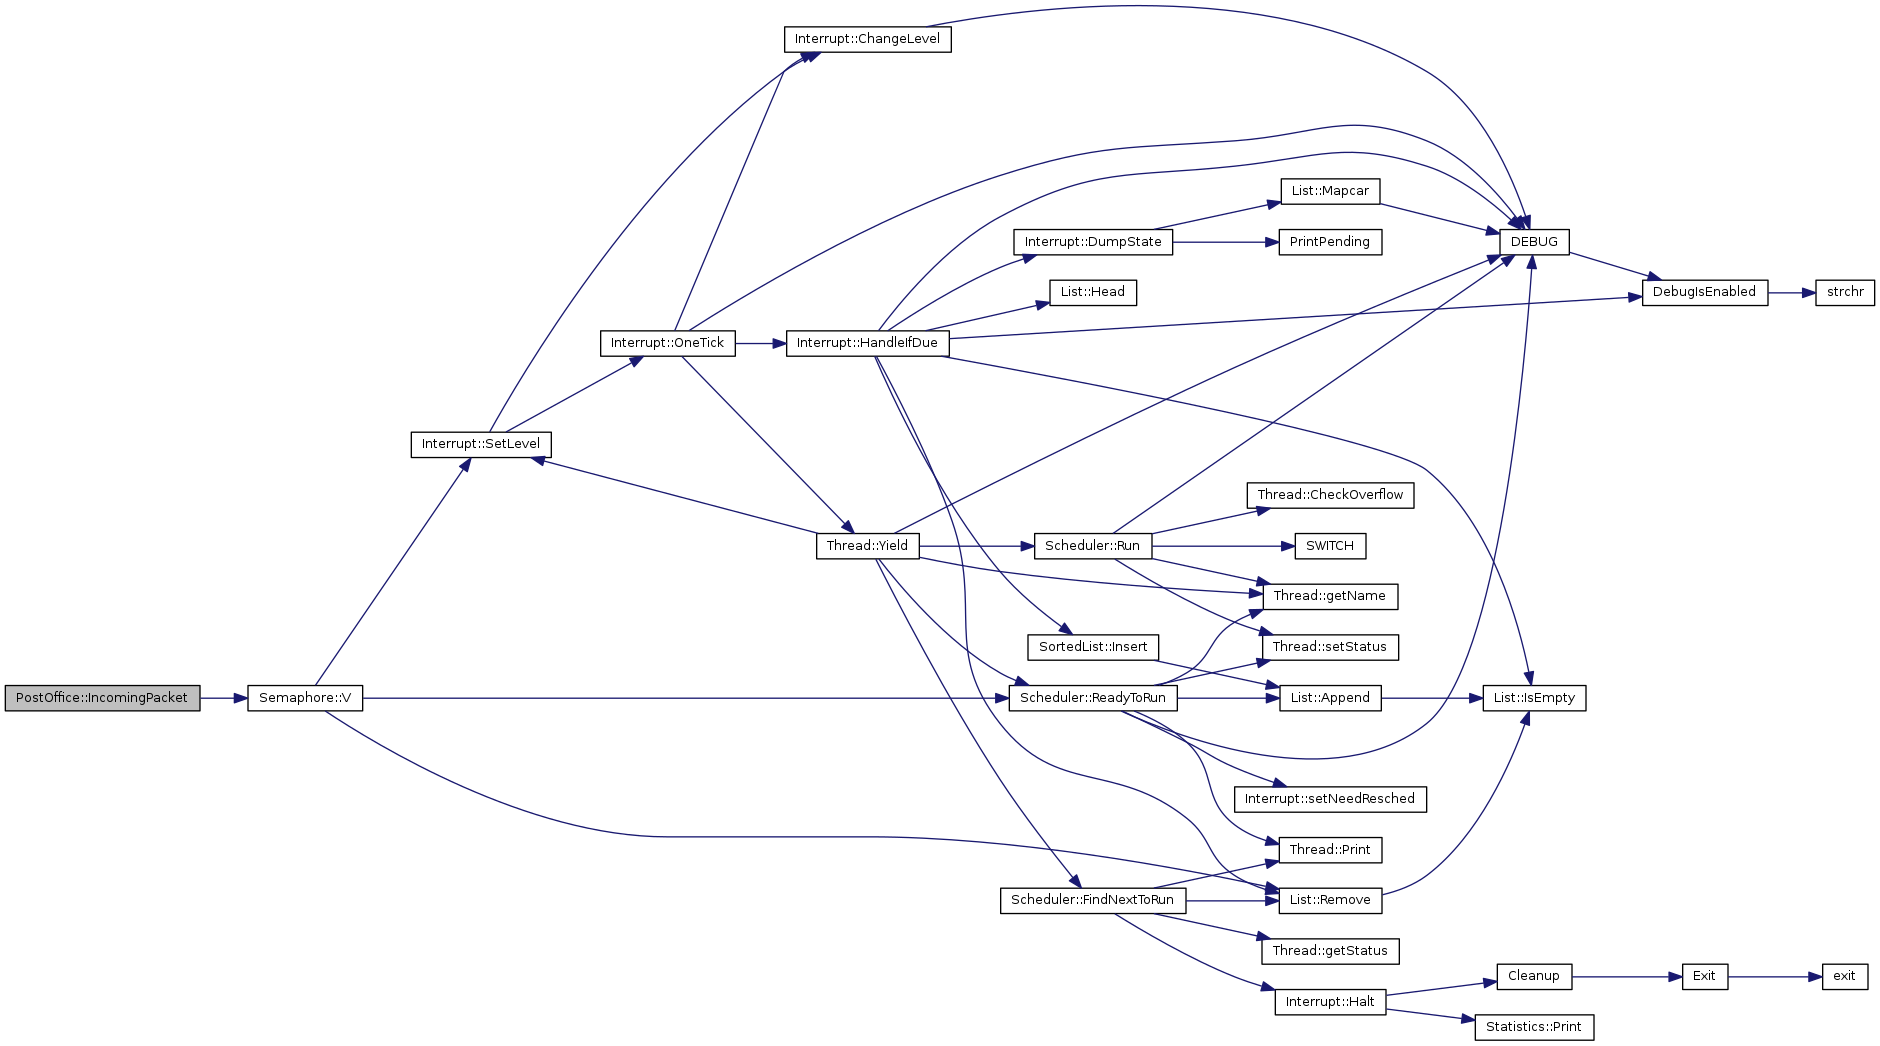 Interrupt::ChangeLevel
List::Mapcar
Interrupt::DumpState
PrintPending
DEBUG
List::Head
DebugIsEnabled
strchr
Interrupt::OneTick
Interrupt::HandleIfDue
Interrupt::SetLevel
Thread::CheckOverflow
Thread::Yield
Scheduler::Run
SWITCH
Thread::getName
SortedList::Insert
Thread::setStatus
PostOffice::IncomingPacket
Semaphore::V
Scheduler::ReadyToRun
List::Append
List::IsEmpty
Interrupt::setNeedResched
Thread::Print
Scheduler::FindNextToRun
List::Remove
Thread::getStatus
Cleanup
Exit
exit
Interrupt::Halt
Statistics::Print